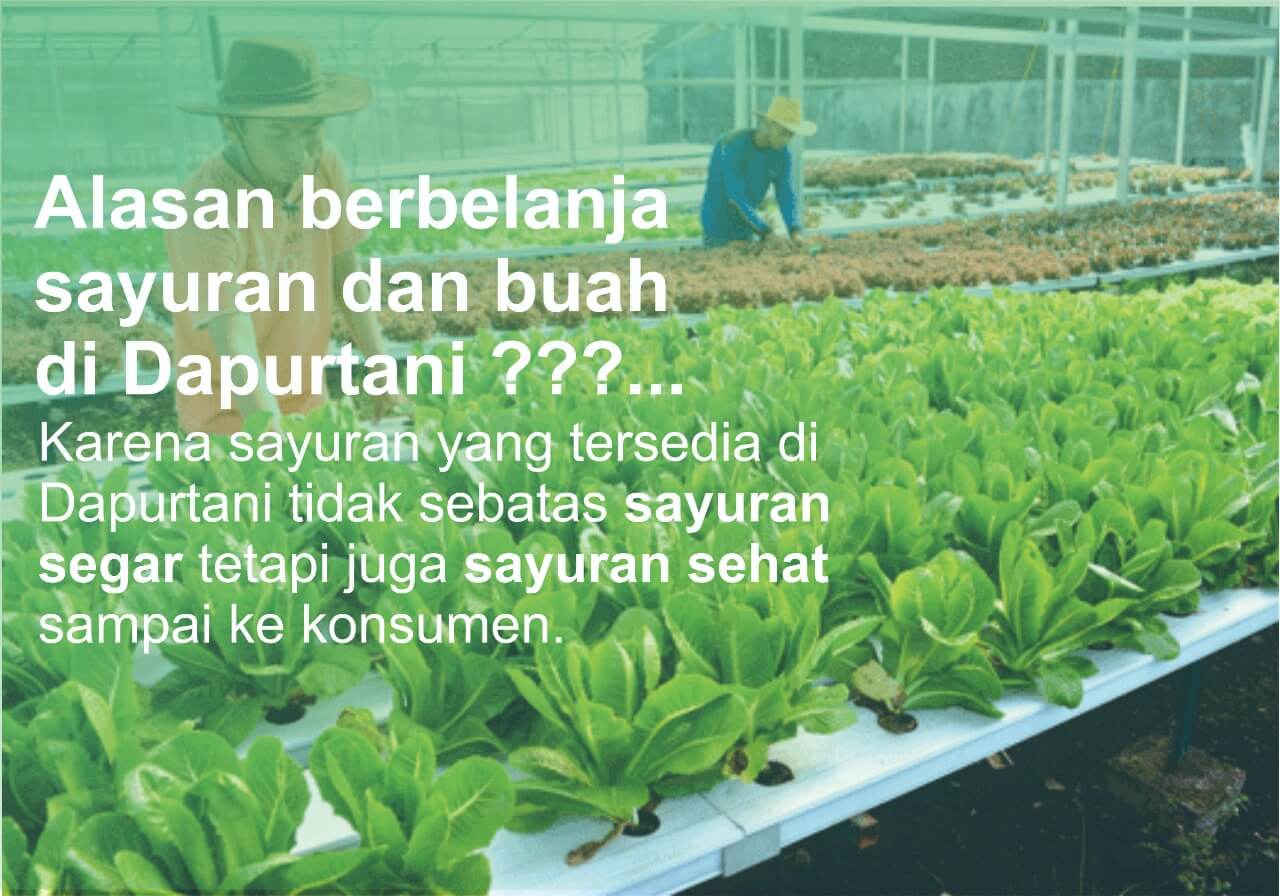 Alasan berbelanja
sayuran dan buah
di Dapurtani ???...
Karena sayuran yang tersedia di
Dapurtani tidak sebatas sayuran
segar tetapi juga sayuran sehat
sampai ke konsumen.